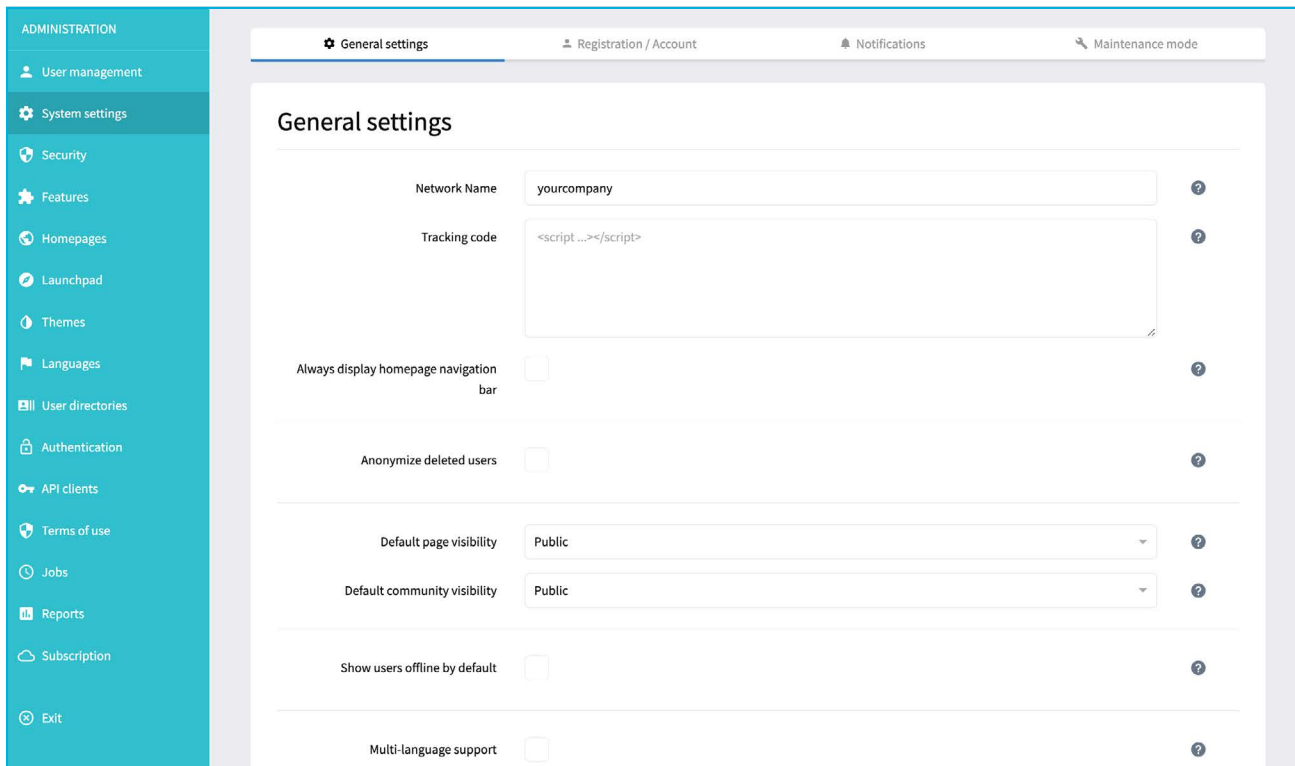 ADMINISTRATION
User management
System settings
Security
Features
Homepages
Launchpad
Themes
Languages
User directories
Authentication
API clients
Terms of use
Jobs
Reports
Subscription
Exit
General settings
Registration / Account
Notifications
Maintenance mode
General settings
Network Name
yourcompany
Tracking code
<script ...></script>
Always display homepage navigation
bar
Anonymize deleted users
Default page visibility
Public
Default community visibility
Public
Show users offline by default
Multi-language support